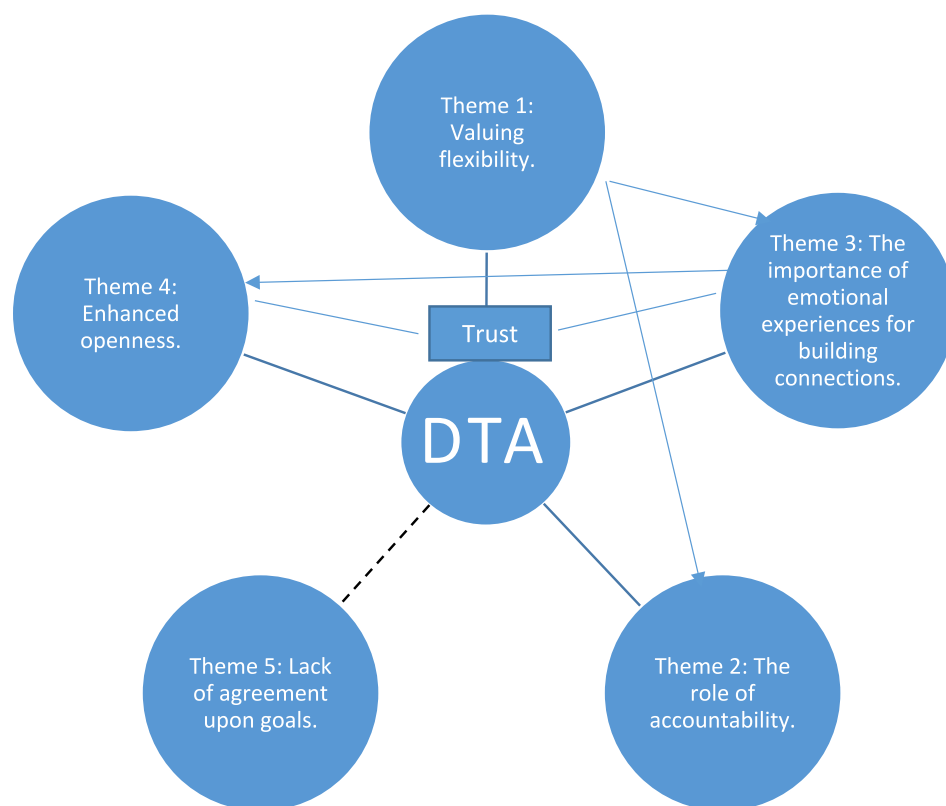 Theme 1:
Valuing
flexibility.
Theme 4:
Enhanced
openness.
Theme 3: The
importance of
emotional
experiences for
building
connections.
Trust
DTA
Theme 5: Lack
of agreement
upon goals.
Theme 2: The
role of
accountability.